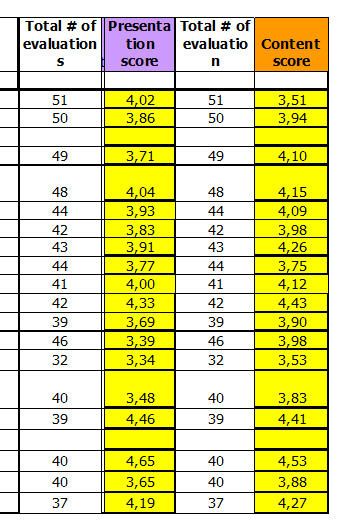 Total # of evaluation s Presenta tion score Total # of evaluatio n Content score
51 4,02 51 3,51
50 3,86 50 3,94
49 3,71 49 4,10
48 4,04 48 4,15
44 3,93 44 4,09
42 3,83 42 3,98
43 3,91 43 4,26
44 3,77 44 3,75
41 4,00 41 4,12
42 4,33 42 4,43
39 3,69 39 3,90
46 3,39 46 3,98
32 3,34 32 3,53
40 3,48 40 3,83
39 4,46 39 4,41
40 4,65 40 4,53
40 3,65 40 3,88
37 4,19 37 4,27